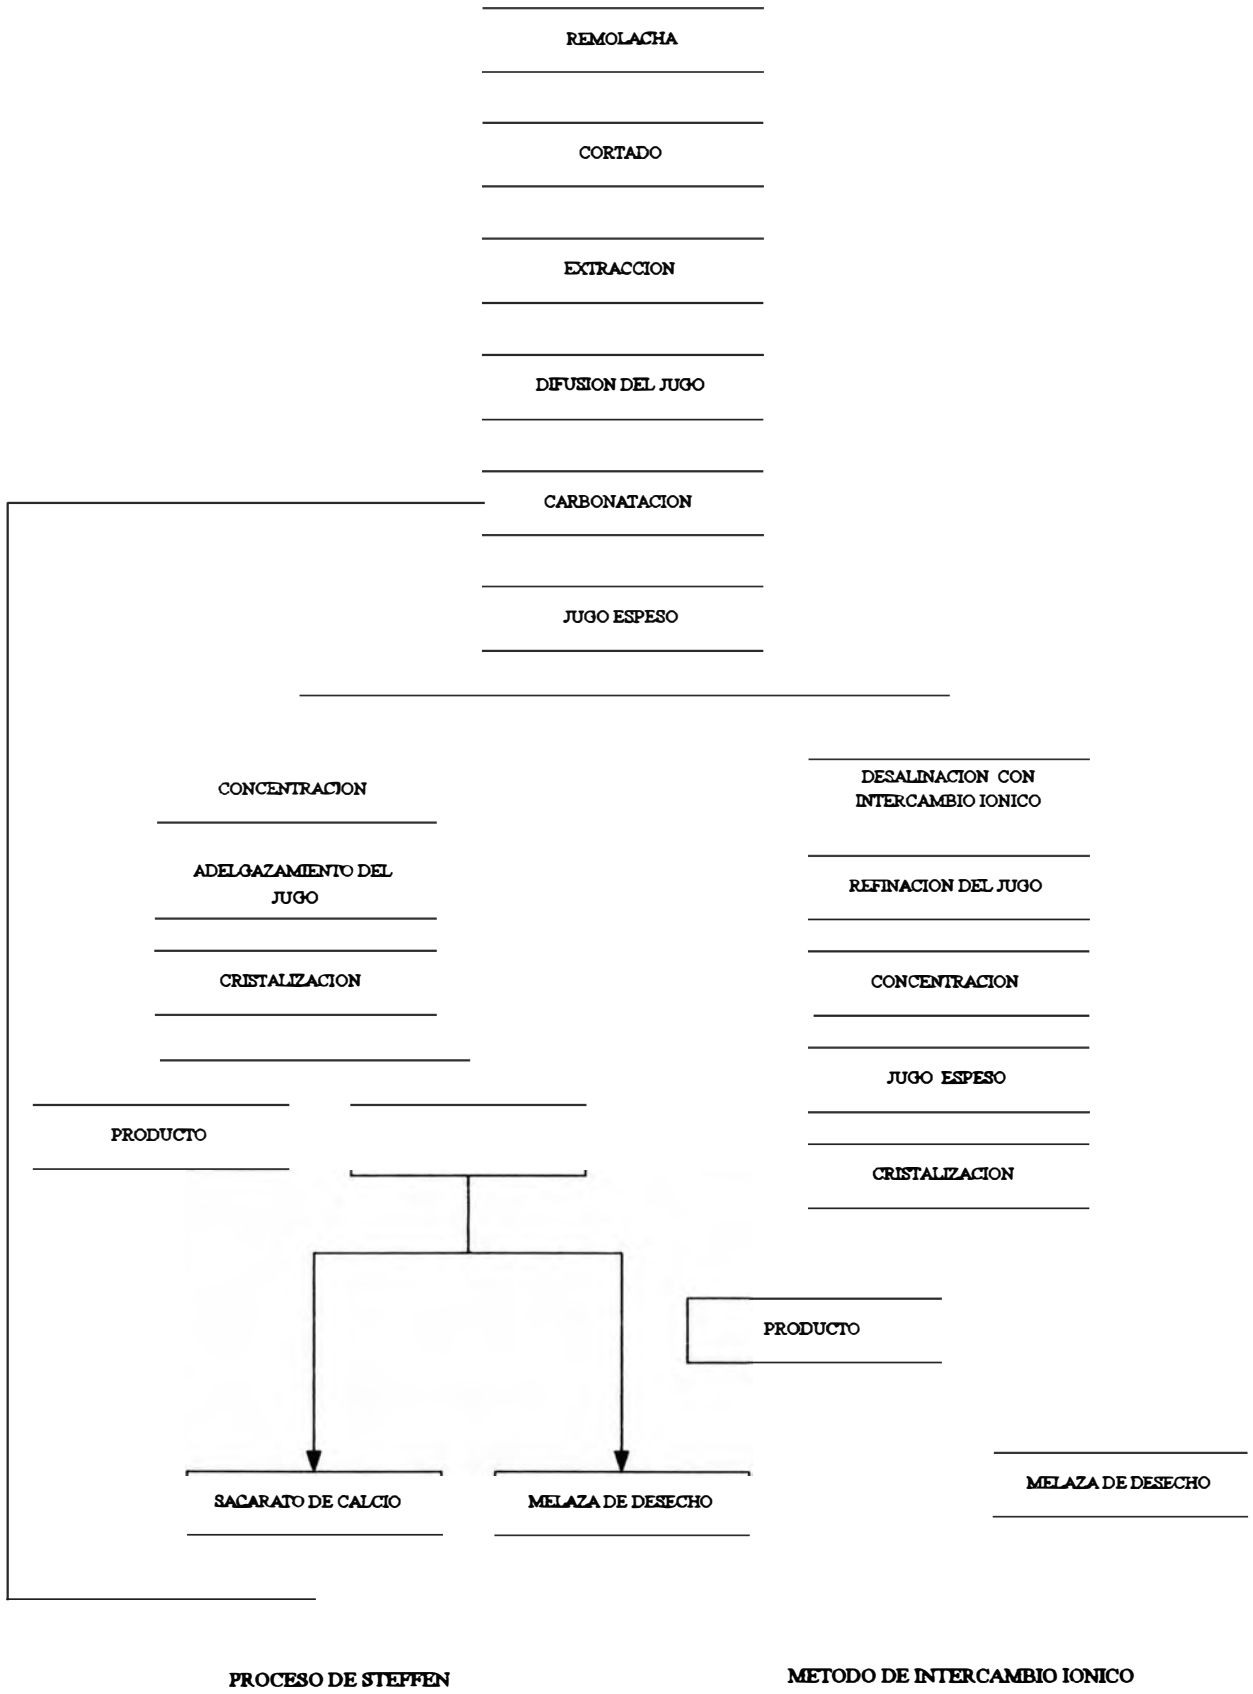 REMOLACHA
CORTADO
EXTRACCION
DIFUSION DEL JUGO
CARBONATACION
JUGO ESPESO
CONCENTRACION
ADELGAZAMIENTO DEL
JUGO
CRISTALIZACION
PRODUCTO
SACARATO DE CALCIO
MELAZA DE DESECHO
PROCESO DE STEFFEN
DESALINACION CON
INTERCAMBIO IONICO
REFINACION DEL JUGO
CONCENTRACION
JUGO ESPESO
CRISTALIZACION
PRODUCTO
MELAZA DE DESECHO
METODO DE INTERCAMBIO IONICO